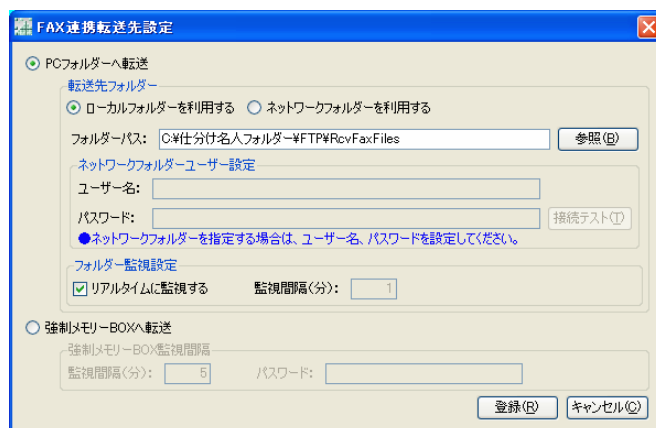 FAX連携転送先設定
PCフォルダーへ転送
転送先フォルダー
ローカルフォルダーを利用する ネットワークフォルダーを利用する
フォルダーパス: C:¥仕分け名人フォルダー¥FTP¥RcvFaxFiles 参照(B)
ネットワークフォルダーユーザー設定
ユーザー名:
パスワード: 接続テスト(T)
●ネットワークフォルダーを指定する場合は、ユーザー名、パスワードを設定してください。
フォルダー監視設定
リアルタイムに監視する 監視間隔(分): 1
強制メモリーBOXへ転送
強制メモリーBOX監視間隔
監視間隔(分): 5 パスワード:
登録(R) キャンセル(C)